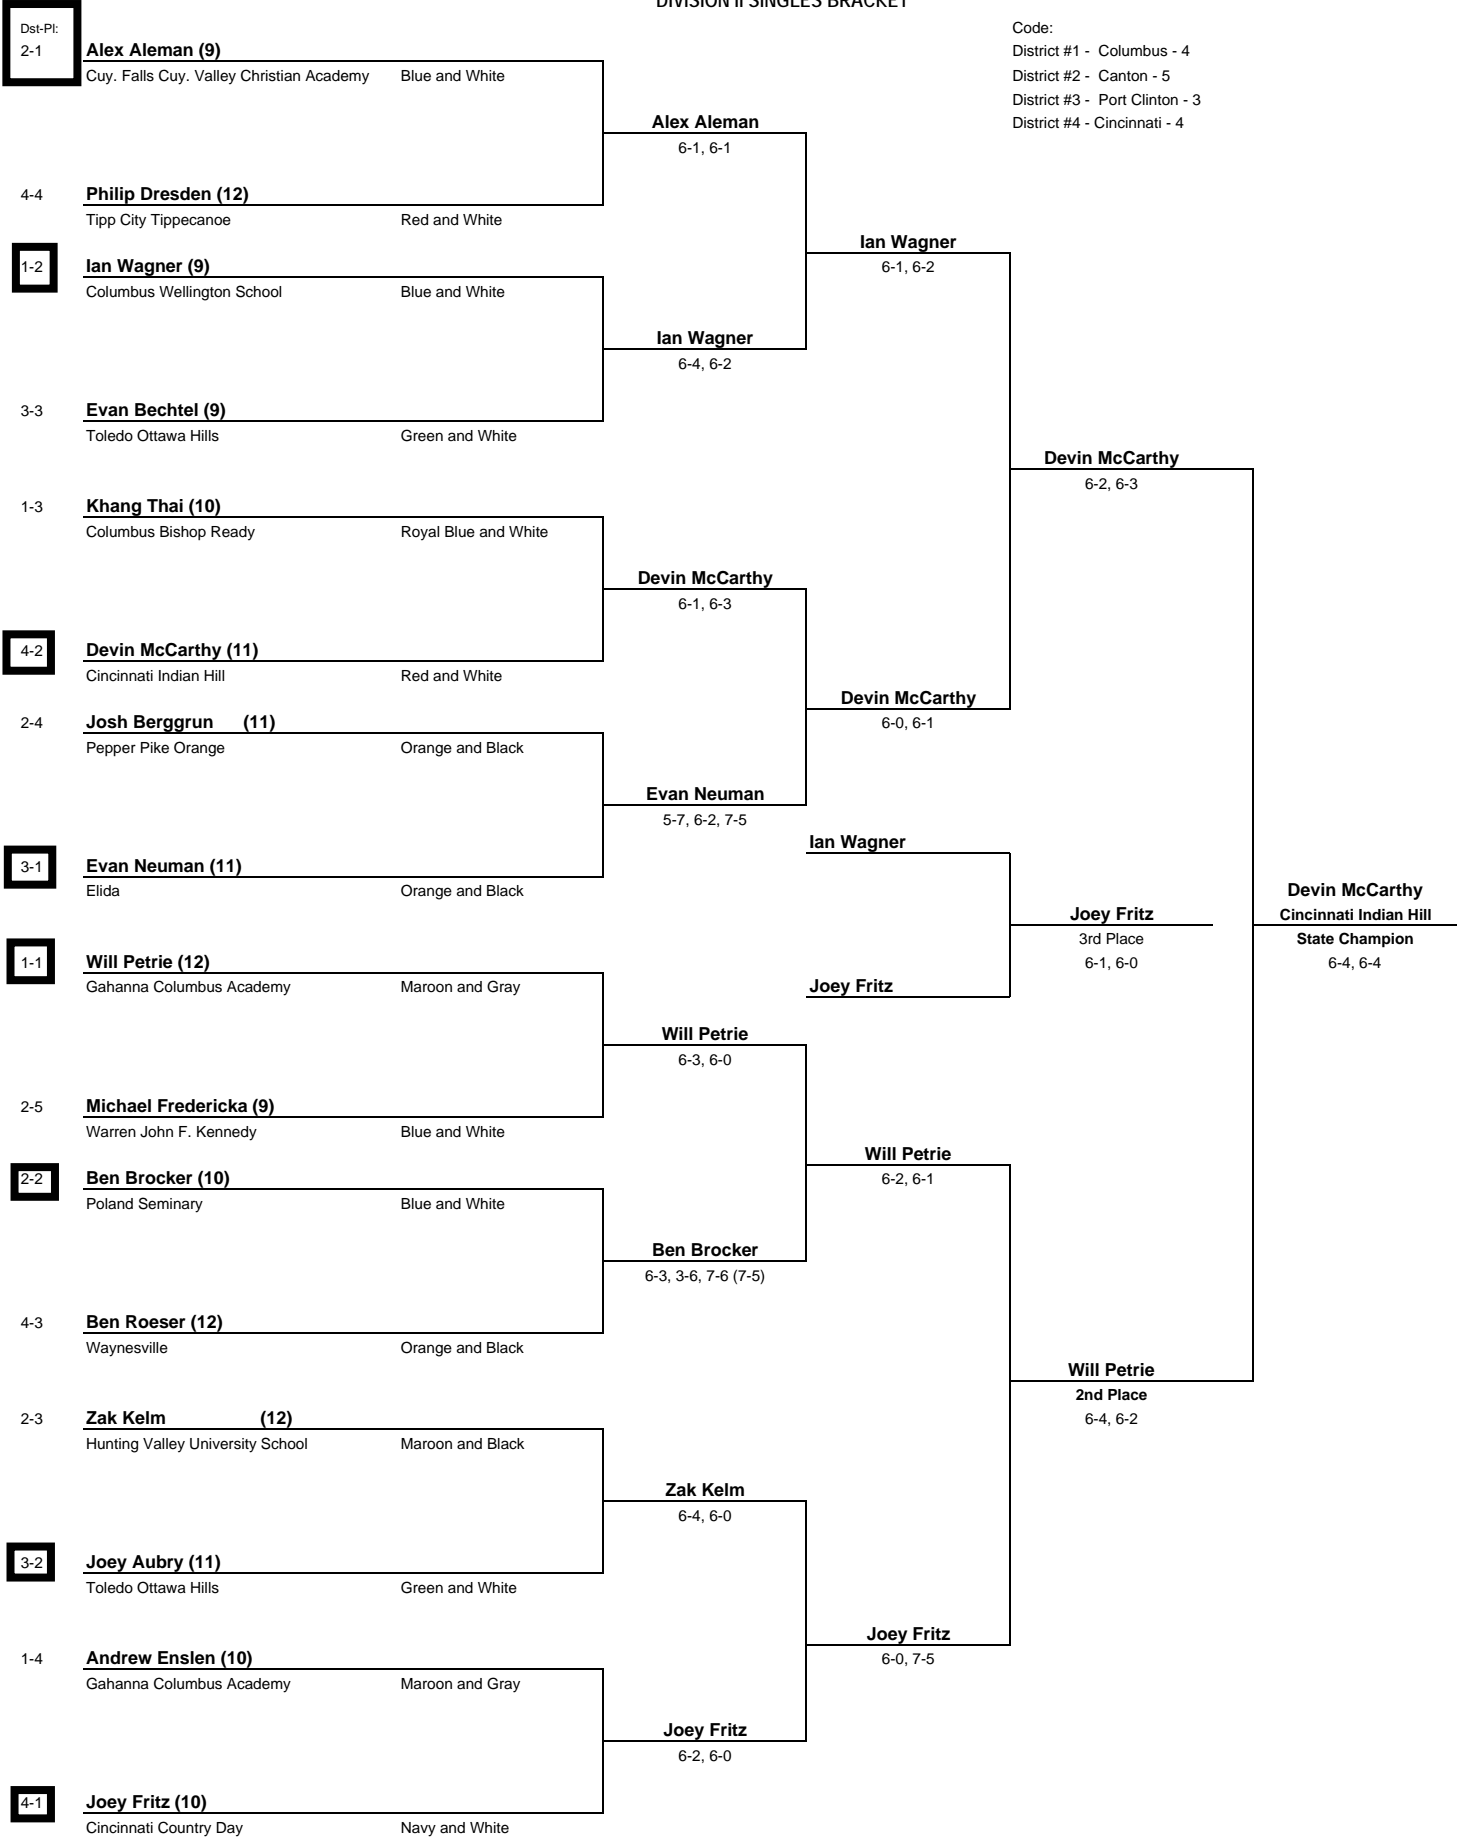 DIVISION II SINGLES BRACKET
Dst-Pl:
Code:
2-1 Alex Aleman (9)
District #1 - Columbus - 4
Cuy. Falls Cuy. Valley Christian Academy Blue and White
District #2 - Canton - 5
District #3 - Port Clinton - 3
Alex Aleman
District #4 - Cincinnati - 4
6-1, 6-1
4-4 Philip Dresden (12)
Tipp City Tippecanoe Red and White
Ian Wagner
1-2 Ian Wagner (9)
6-1, 6-2
Columbus Wellington School Blue and White
Ian Wagner
6-4, 6-2
3-3 Evan Bechtel (9)
Toledo Ottawa Hills Green and White
Devin McCarthy
6-2, 6-3
1-3 Khang Thai (10)
Columbus Bishop Ready Royal Blue and White
Devin McCarthy
6-1, 6-3
4-2 Devin McCarthy (11)
Cincinnati Indian Hill Red and White
Devin McCarthy
2-4 Josh Berggrun (11)
6-0, 6-1
Pepper Pike Orange Orange and Black
Evan Neuman
5-7, 6-2, 7-5
Ian Wagner
3-1 Evan Neuman (11)
Elida Orange and Black
Devin McCarthy
Joey Fritz
Cincinnati Indian Hill
3rd Place
State Champion
1-1 Will Petrie (12)
6-1, 6-0
6-4, 6-4
Gahanna Columbus Academy Maroon and Gray
Joey Fritz
Will Petrie
6-3, 6-0
2-5 Michael Fredericka (9)
Warren John F. Kennedy Blue and White
Will Petrie
2-2 Ben Brocker (10)
6-2, 6-1
Poland Seminary Blue and White
Ben Brocker
6-3, 3-6, 7-6 (7-5)
4-3 Ben Roeser (12)
Waynesville Orange and Black
Will Petrie
2nd Place
2-3 Zak Kelm (12)
6-4, 6-2
Hunting Valley University School Maroon and Black
Zak Kelm
6-4, 6-0
3-2 Joey Aubry (11)
Toledo Ottawa Hills Green and White
Joey Fritz
1-4 Andrew Enslen (10)
6-0, 7-5
Gahanna Columbus Academy Maroon and Gray
Joey Fritz
6-2, 6-0
4-1 Joey Fritz (10)
Cincinnati Country Day Navy and White